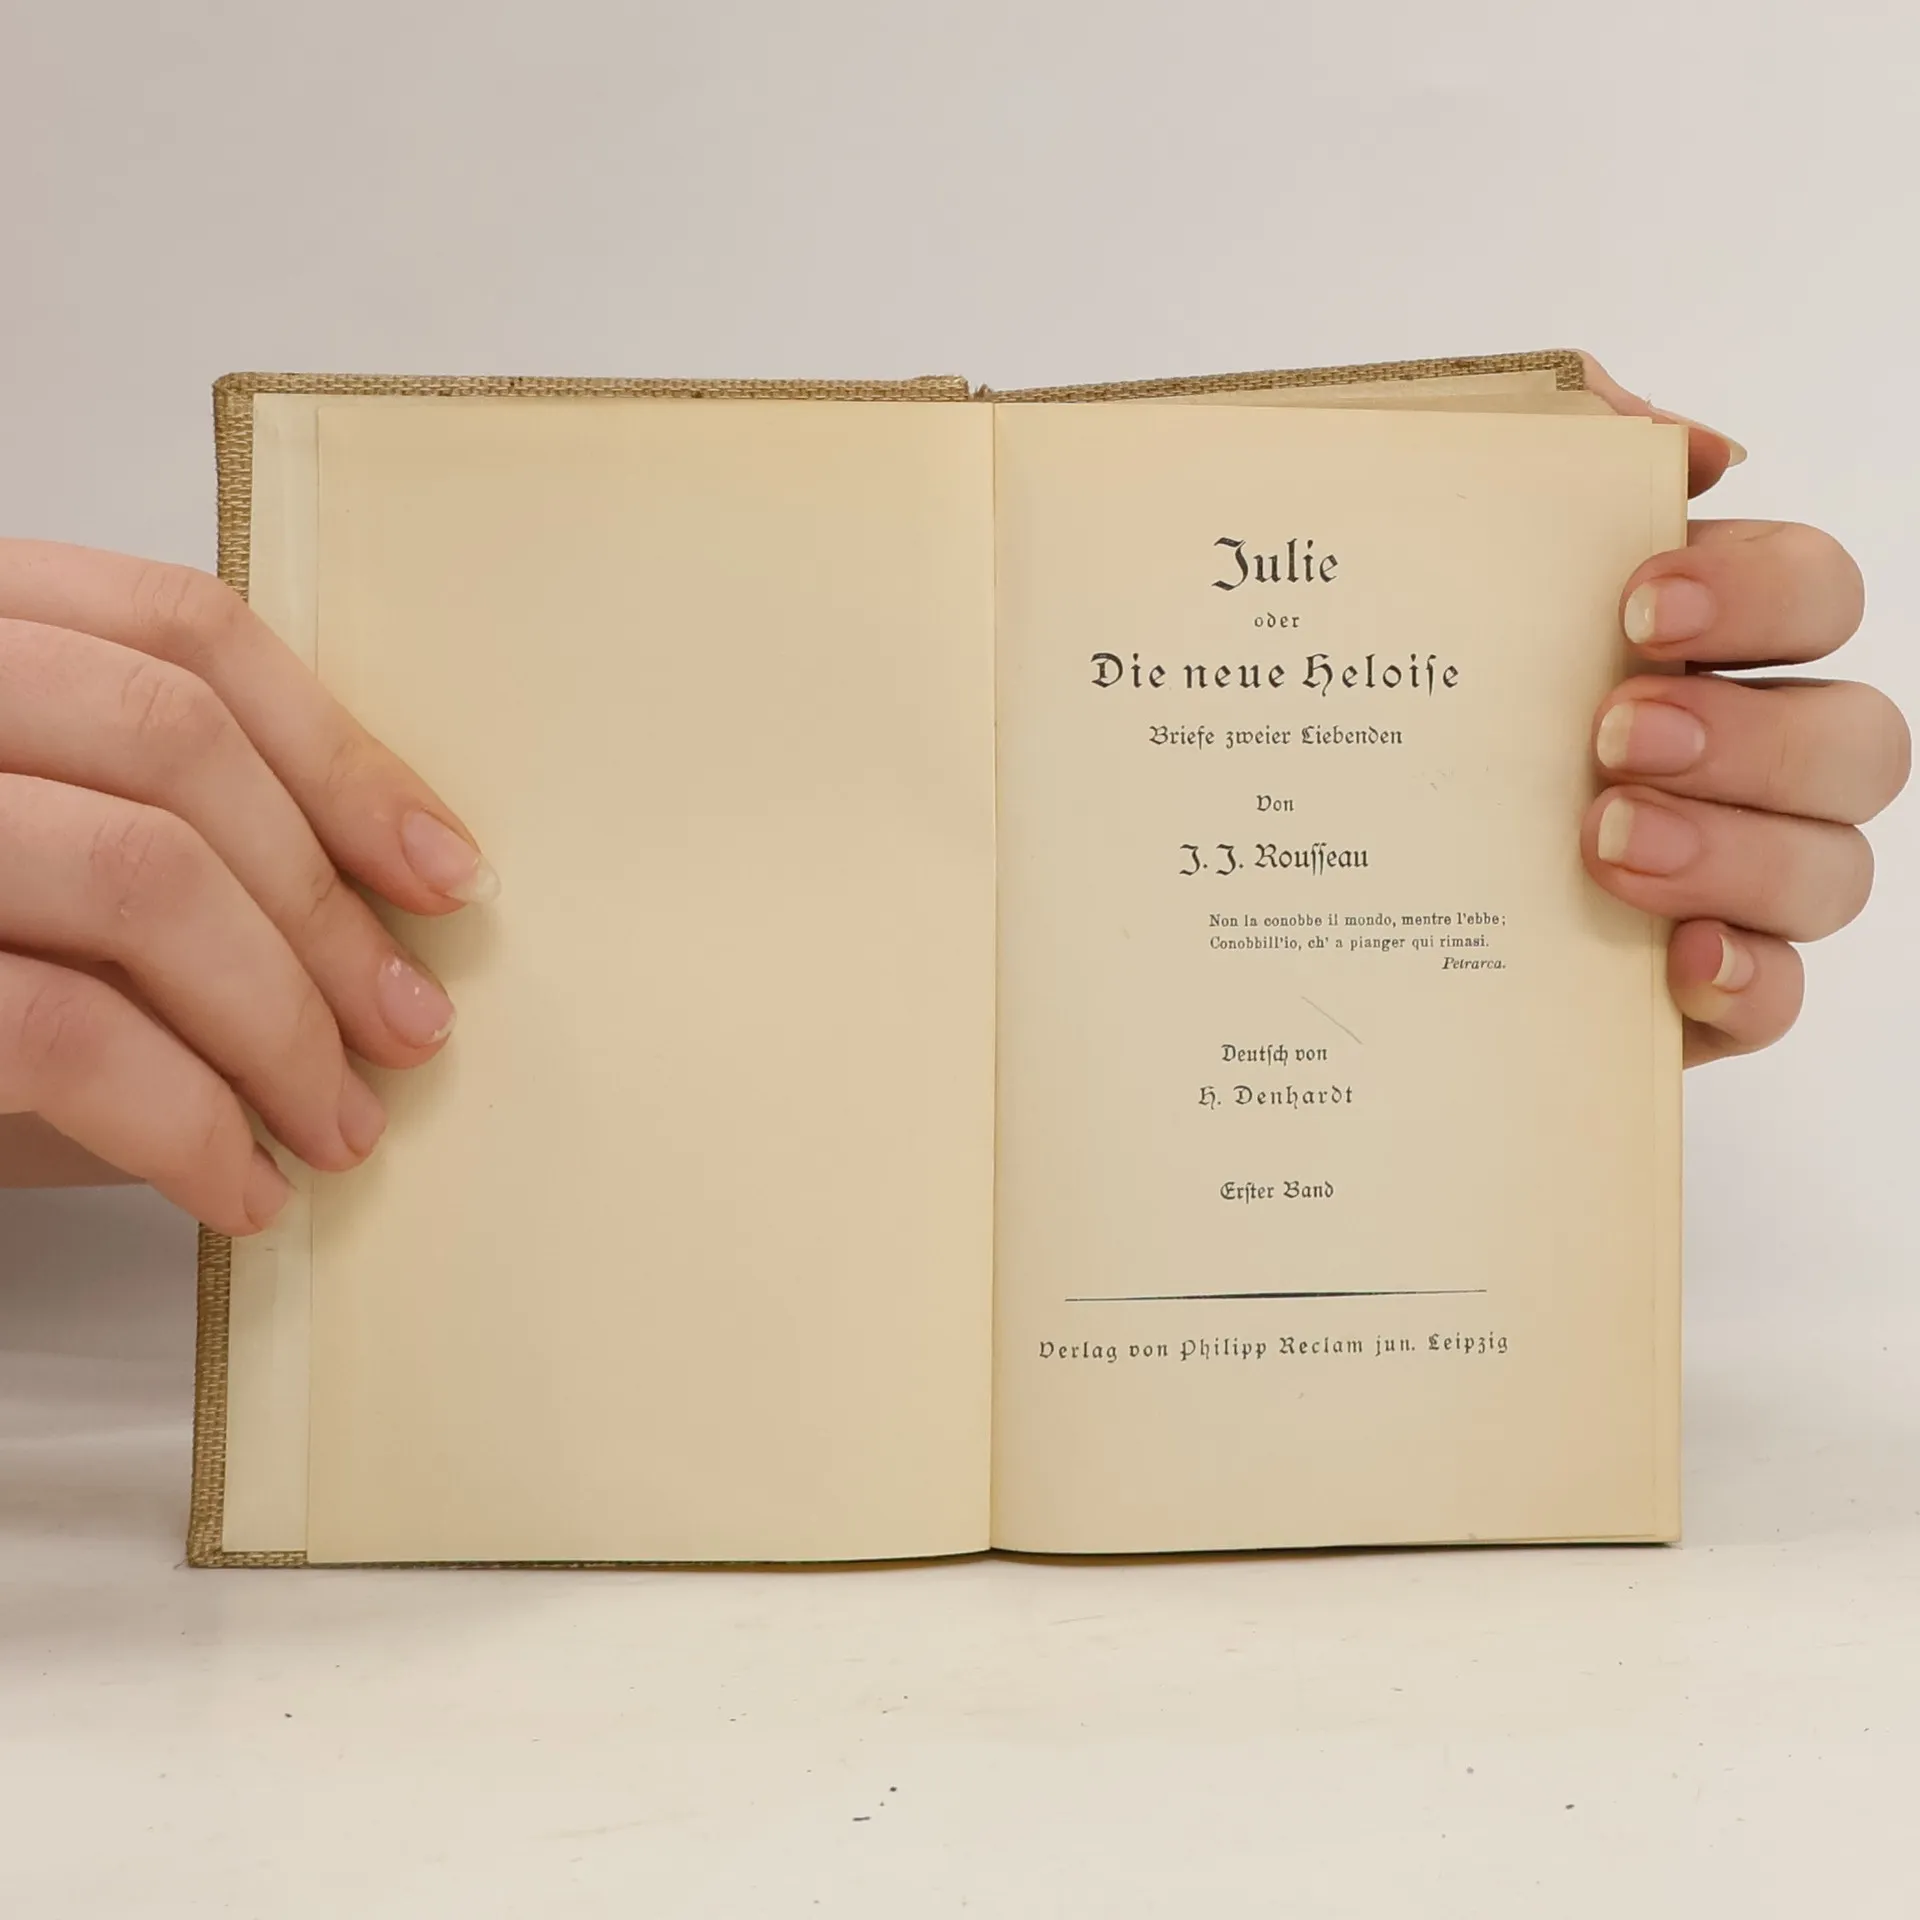 Julie
oder
Die neue Heloiſe
Briefe zweier Liebenden
Von
J. J. Rouſſeau
Non la conobbe il mondo, mentre l'ebbe;
Conobbill'io, ch' a pianger qui rimasi.
Petrarca.
Deutſch von
H. Denhardt
Erſter Band
Verlag von Philipp Reclam jun. Leipzig